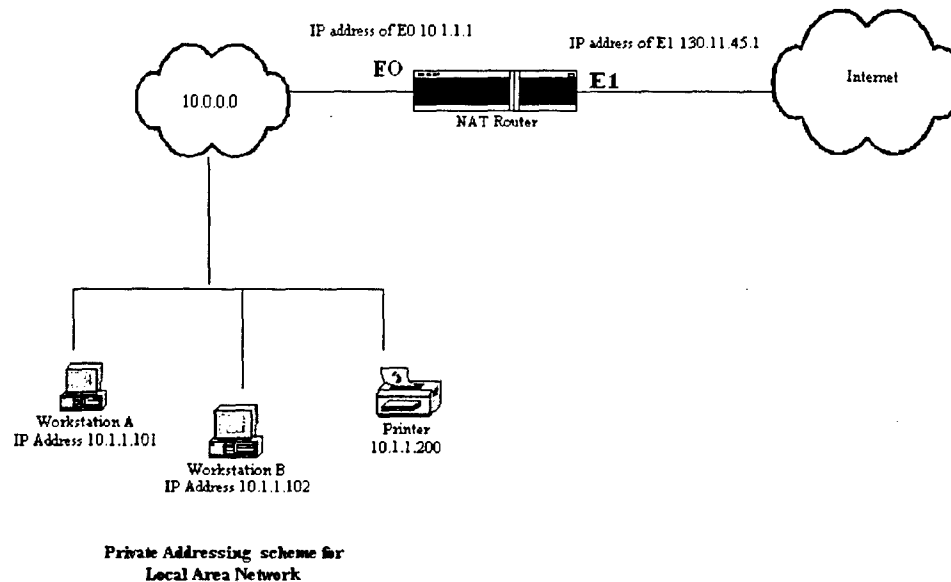 IP address of E0 10 1.1.1
IP address of E1 130.11.45.1
E0
E1
Internet
10.0.0.0
NAT Router
Workstation A
IP Address 10.1.1.101
Workstation B
IP Address 10.1.1.102
Printer
10.1.1.200
Private Addressing scheme for
Local Area Network